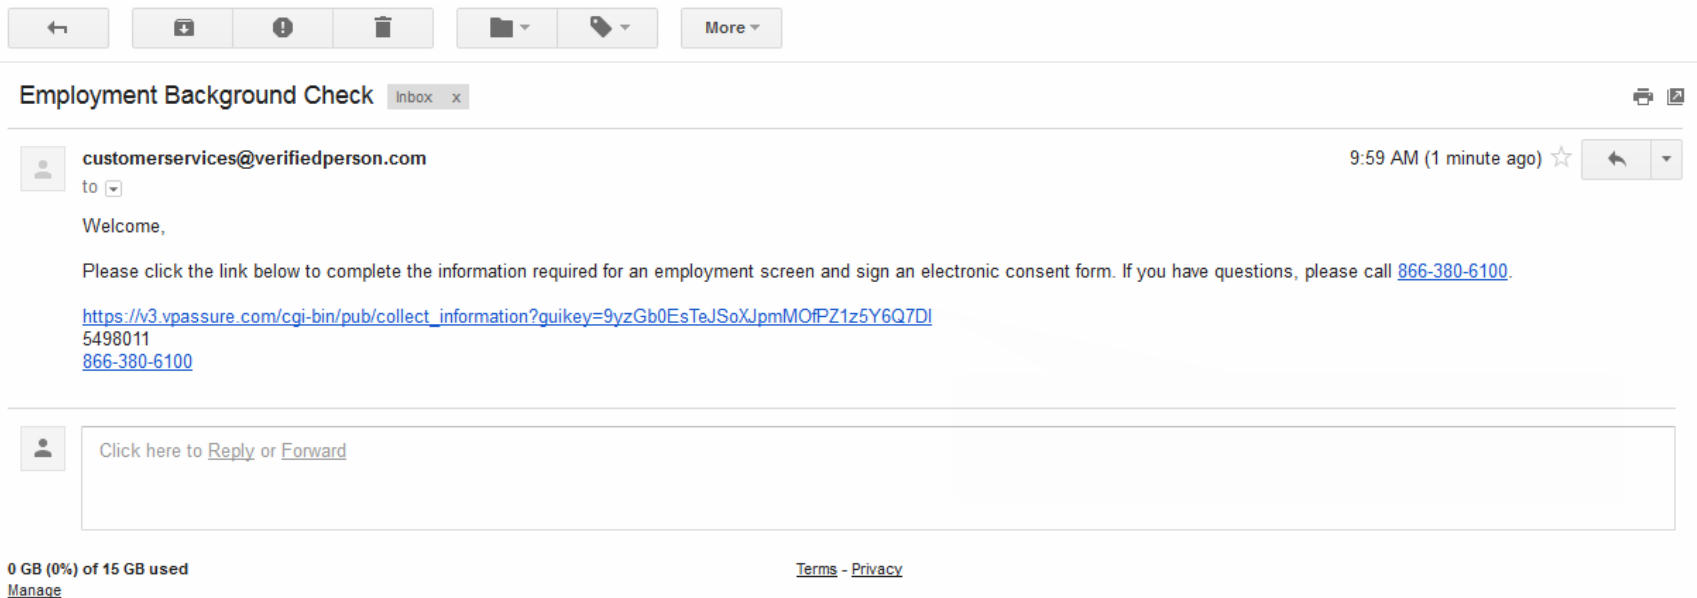 More
Employment Background Check Inbox x
customerservices@verifiedperson.com 9:59 AM (1 minute ago)
to
Welcome,
Please click the link below to complete the information required for an employment screen and sign an electronic consent form. If you have questions, please call 866-380-6100.
https://v3.vpassure.com/cgi-bin/pub/collect_information?guikey=9yzGb0EsTeJSoXJpmMOfPZ1z5Y6Q7Dl
5498011
866-380-6100
Click here to Reply or Forward
0 GB (0%) of 15 GB used Terms - Privacy
Manage